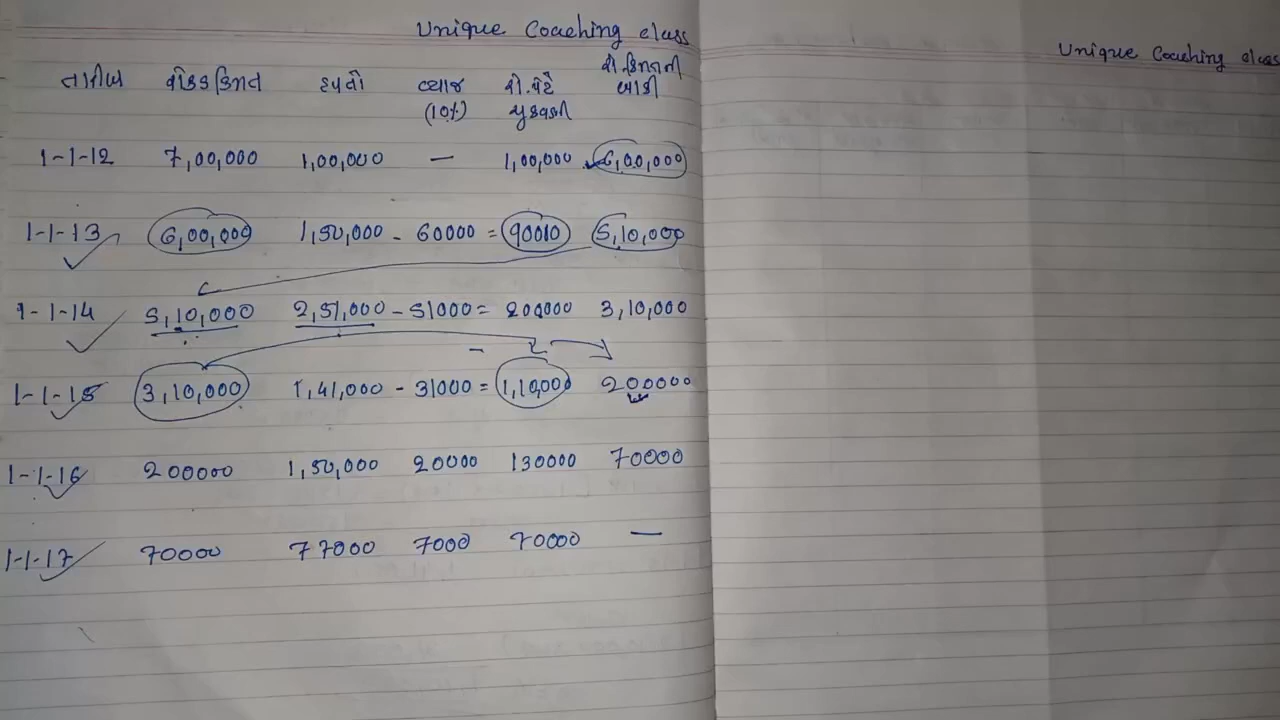 Unique Coaching class
Unique Coaching class
તારીખ રોકડકિંમત હપતો વ્યાજ રો.પેટે રો.કિંમતની
(10%) ચુકવણી બાકી
1-1-12 7,00,000 1,00,000 — 1,00,000 6,00,000
1-1-13 6,00,000 1,50,000 - 60000 = 90000 5,10,000
1-1-14 5,10,000 2,51,000 - 51000 = 200000 3,10,000
1-1-15 3,10,000 1,41,000 - 31000 = 1,10,000 200000
1-1-16 200000 1,50,000 20000 130000 70000
1-1-17 70000 77000 7000 70000 —